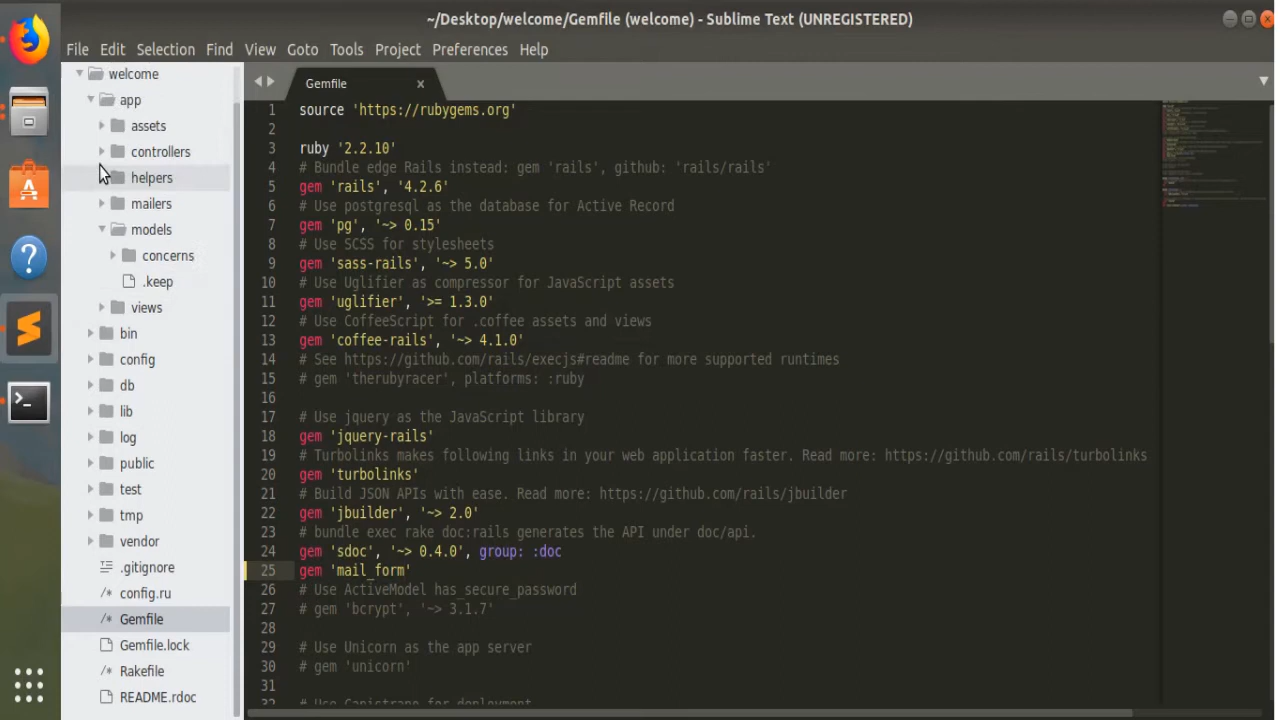 ~/Desktop/welcome/Gemfile (welcome) - Sublime Text (UNREGISTERED)
File Edit Selection Find View Goto Tools Project Preferences Help
welcome
app
assets
controllers
helpers
mailers
models
concerns
.keep
views
bin
config
db
lib
log
public
test
tmp
vendor
.gitignore
/* config.ru
/* Gemfile
Gemfile.lock
/* Rakefile
README.rdoc
Gemfile x
1 source 'https://rubygems.org'
2
3 ruby '2.2.10'
4 # Bundle edge Rails instead: gem 'rails', github: 'rails/rails'
5 gem 'rails', '4.2.6'
6 # Use postgresql as the database for Active Record
7 gem 'pg', '~> 0.15'
8 # Use SCSS for stylesheets
9 gem 'sass-rails', '~> 5.0'
10 # Use Uglifier as compressor for JavaScript assets
11 gem 'uglifier', '>= 1.3.0'
12 # Use CoffeeScript for .coffee assets and views
13 gem 'coffee-rails', '~> 4.1.0'
14 # See https://github.com/rails/execjs#readme for more supported runtimes
15 # gem 'therubyracer', platforms: :ruby
16
17 # Use jquery as the JavaScript library
18 gem 'jquery-rails'
19 # Turbolinks makes following links in your web application faster. Read more: https://github.com/rails/turbolinks
20 gem 'turbolinks'
21 # Build JSON APIs with ease. Read more: https://github.com/rails/jbuilder
22 gem 'jbuilder', '~> 2.0'
23 # bundle exec rake doc:rails generates the API under doc/api.
24 gem 'sdoc', '~> 0.4.0', group: :doc
25 gem 'mail_form'
26 # Use ActiveModel has_secure_password
27 # gem 'bcrypt', '~> 3.1.7'
28
29 # Use Unicorn as the app server
30 # gem 'unicorn'
31
32 # Use Capistrano for deployment